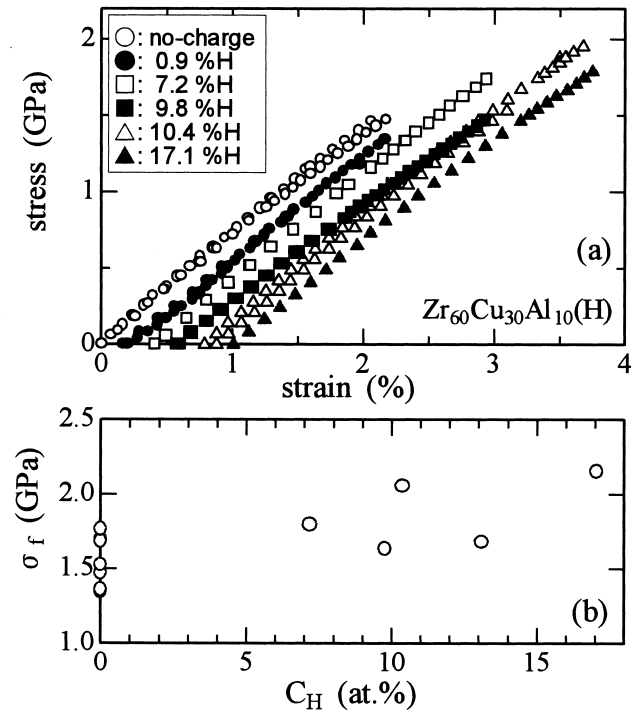 2
○: no-charge
●: 0.9 %H
□: 7.2 %H
■: 9.8 %H
△: 10.4 %H
▲: 17.1 %H
stress (GPa)
1
(a)
Zr60Cu30Al10(H)
0
0 1 2 3 4
strain (%)
2.5
2.0
σ f (GPa)
1.5
(b)
1.0
0 5 10 15
CH (at.%)